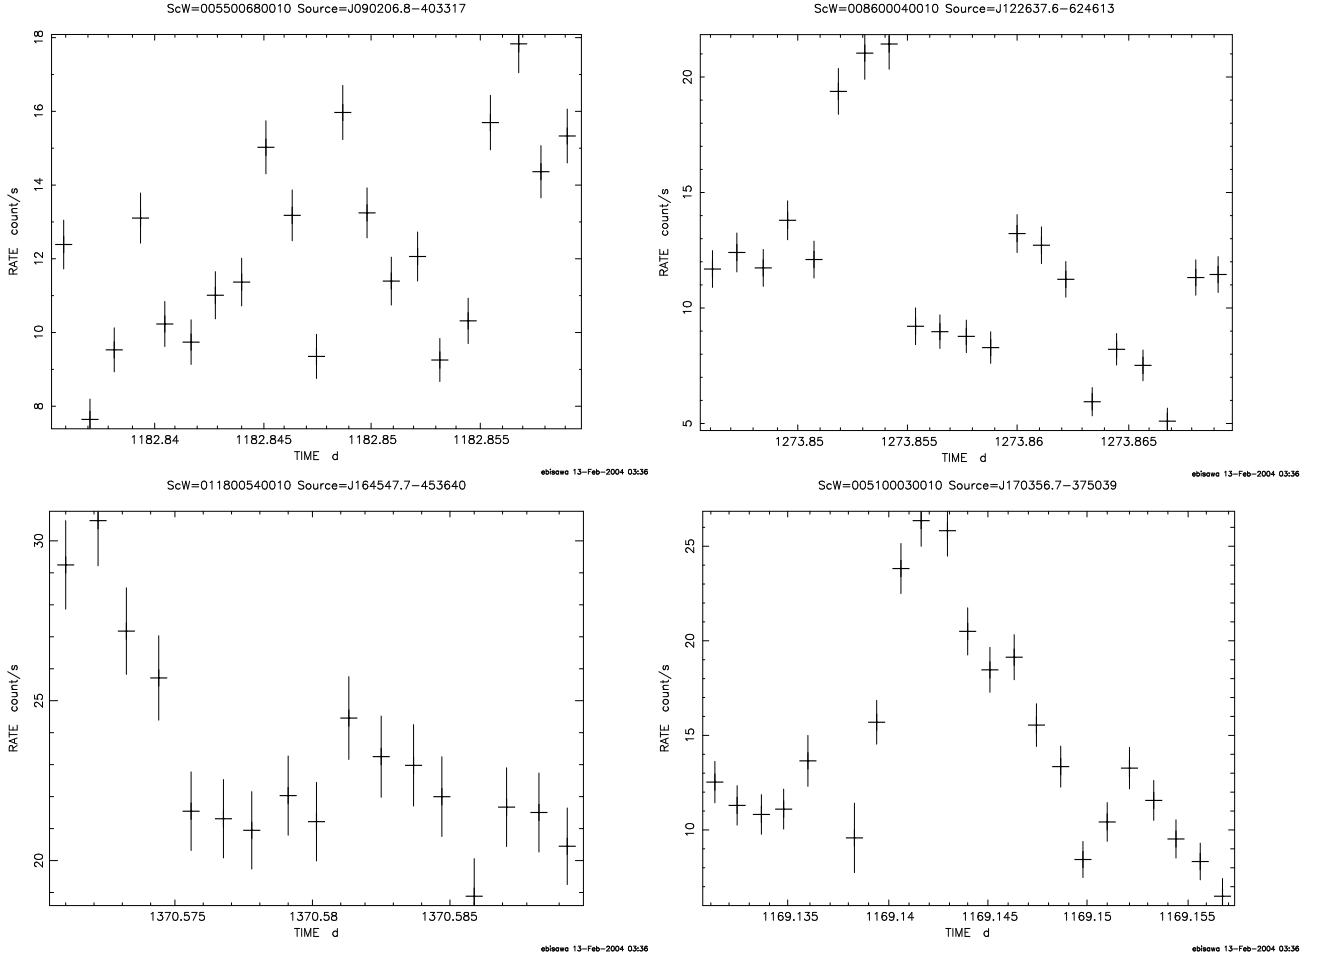 ScW=005500680010 Source=J090206.8-403317
18
16
14
12
10
8
RATE count/s
1182.84 1182.845 1182.85 1182.855
TIME d
ebisawa 13-Feb-2004 03:36
ScW=008600040010 Source=J122637.6-624613
20
15
10
5
RATE count/s
1273.85 1273.855 1273.86 1273.865
TIME d
ebisawa 13-Feb-2004 03:36
ScW=011800540010 Source=J164547.7-453640
30
25
20
RATE count/s
1370.575 1370.58 1370.585
TIME d
ebisawa 13-Feb-2004 03:36
ScW=005100030010 Source=J170356.7-375039
25
20
15
10
RATE count/s
1169.135 1169.14 1169.145 1169.15 1169.155
TIME d
ebisawa 13-Feb-2004 03:36